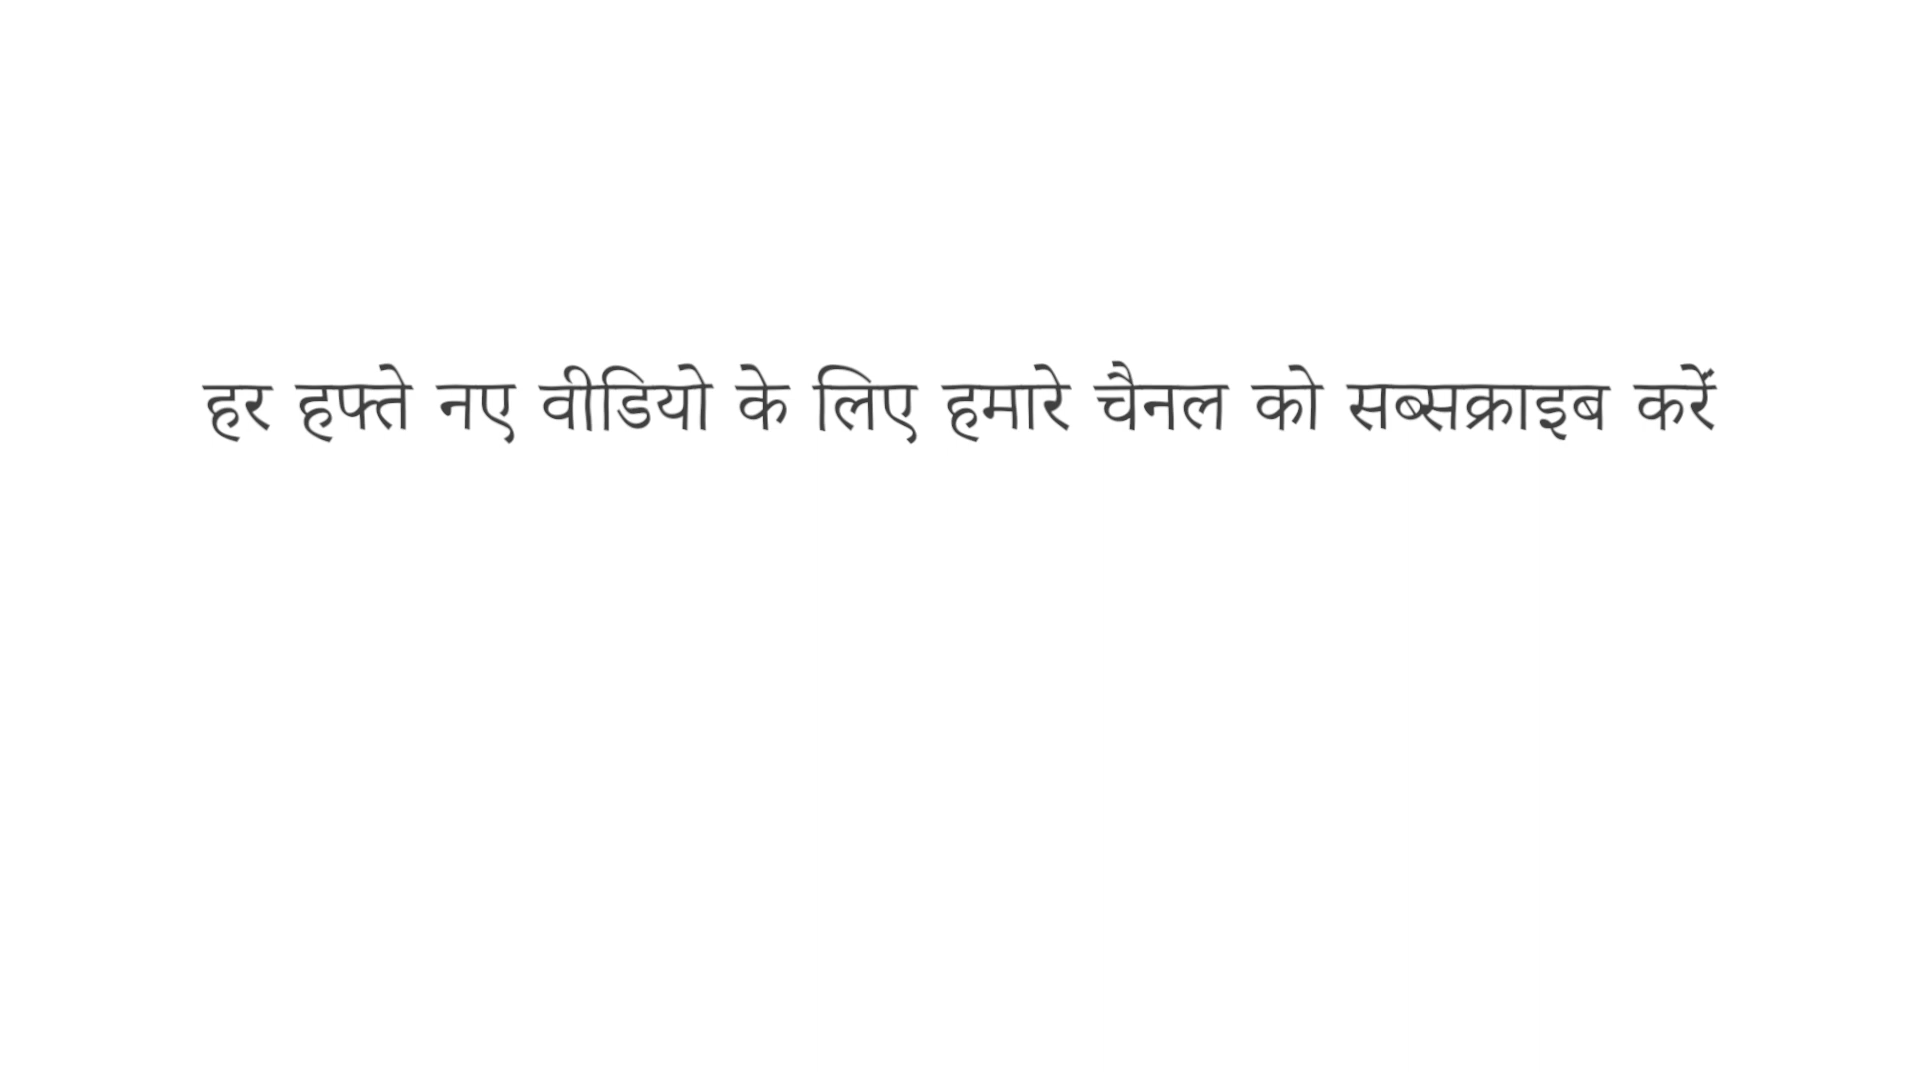 हर हफ्ते नए वीडियो के लिए हमारे चैनल को सब्सक्राइब करें